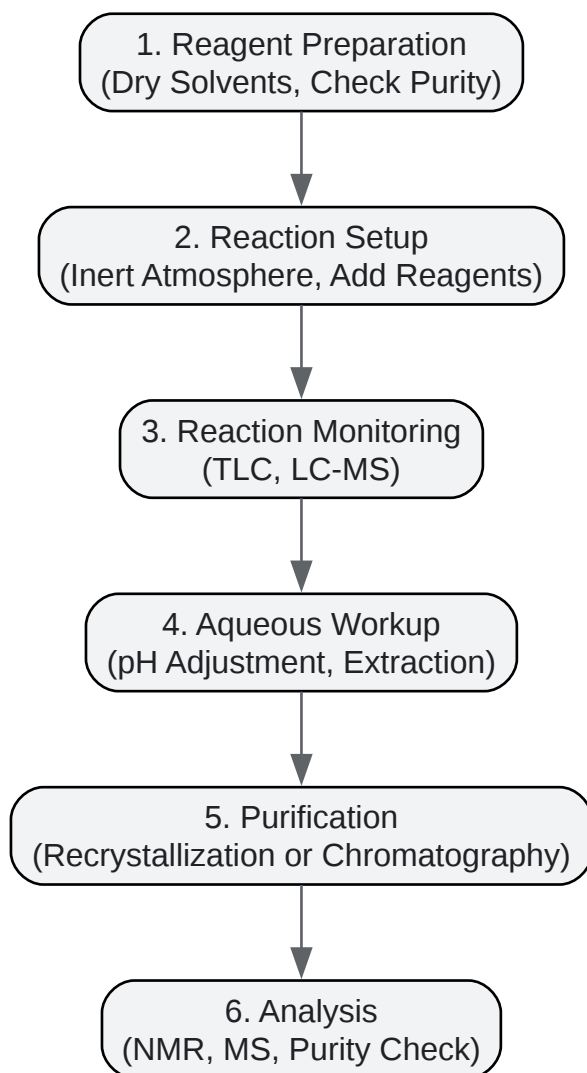 1. Reagent Preparation
(Dry Solvents, Check Purity)
2. Reaction Setup
(Inert Atmosphere, Add Reagents)
3. Reaction Monitoring
(TLC, LC-MS)
4. Aqueous Workup
(pH Adjustment, Extraction)
5. Purification
(Recrystallization or Chromatography)
6. Analysis
(NMR, MS, Purity Check)